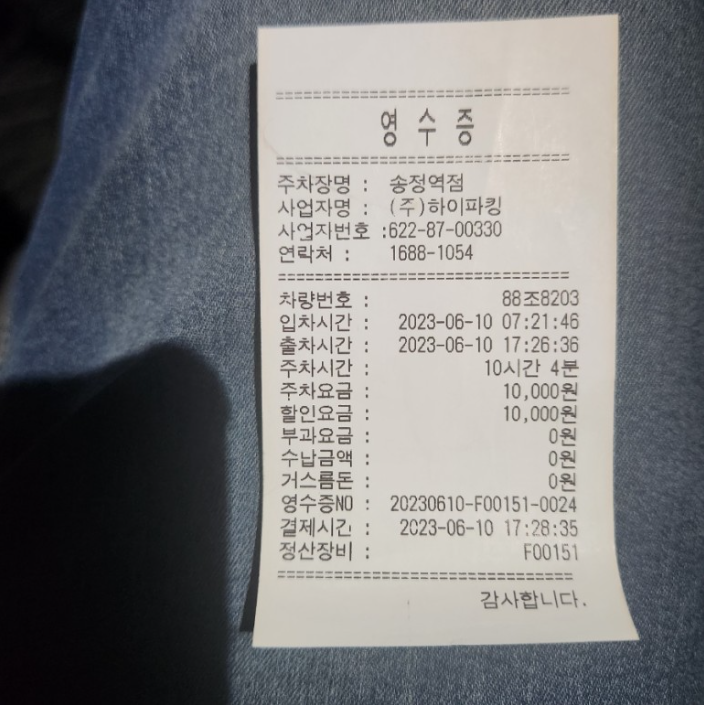 ==============================
영 수 증
==============================
주차장명 : 송정역점
사업자명 : (주)하이파킹
사업자번호 :622-87-00330
연락처 : 1688-1054
==============================
차량번호 : 88조8203
입차시간 : 2023-06-10 07:21:46
출차시간 : 2023-06-10 17:26:36
주차시간 : 10시간 4분
주차요금 : 10,000원
할인요금 : 10,000원
부과요금 : 0원
수납금액 : 0원
거스름돈 : 0원
영수증NO : 20230610-F00151-0024
결제시간 : 2023-06-10 17:28:35
정산장비 : F00151
==============================
감사합니다.